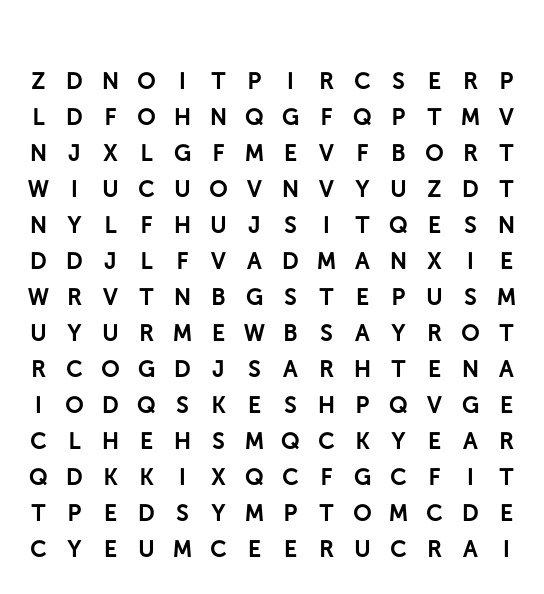 Z D N O I T P I R C S E R P
L D F O H N Q G F Q P T M V
N J X L G F M E V F B O R T
W I U C U O V N V Y U Z D T
N Y L F H U J S I T Q E S N
D D J L F V A D M A N X I E
W R V T N B G S T E P U S M
U Y U R M E W B S A Y R O T
R C O G D J S A R H T E N A
I O D Q S K E S H P Q V G E
C L H E H S M Q C K Y E A R
Q D K K I X Q C F G C F I T
T P E D S Y M P T O M C D E
C Y E U M C E E R U C R A I